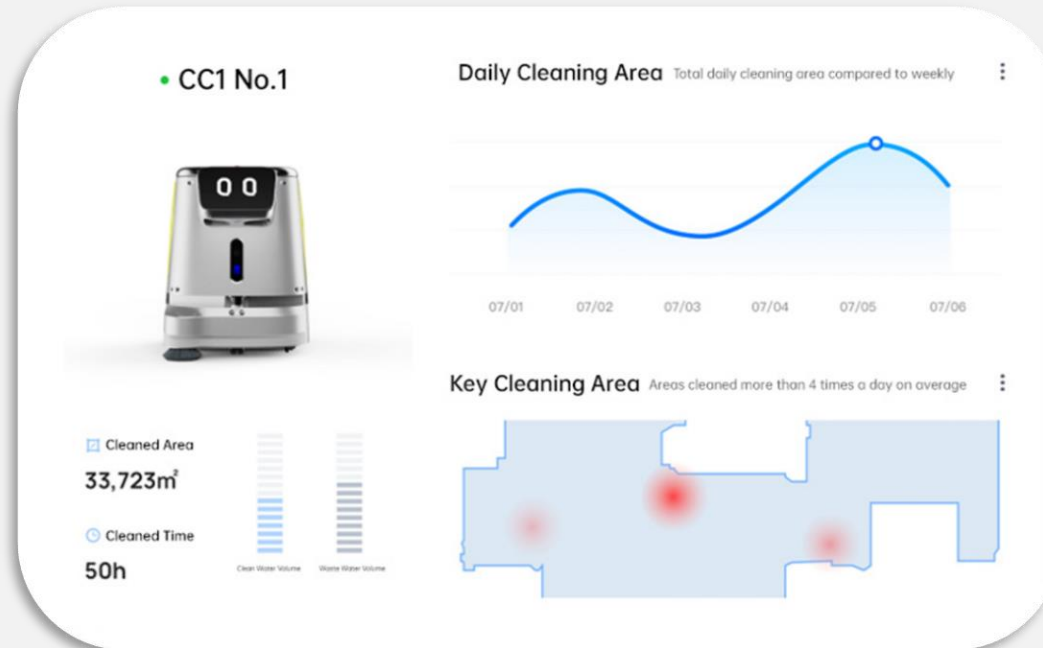 CC1 No.1
Daily Cleaning Area Total daily cleaning area compared to weekly
07/01 07/02 07/03 07/04 07/05 07/06
Key Cleaning Area Areas cleaned more than 4 times a day on average
Cleaned Area
33,723㎡
Cleaned Time
50h
Clean Water Volume Waste Water Volume